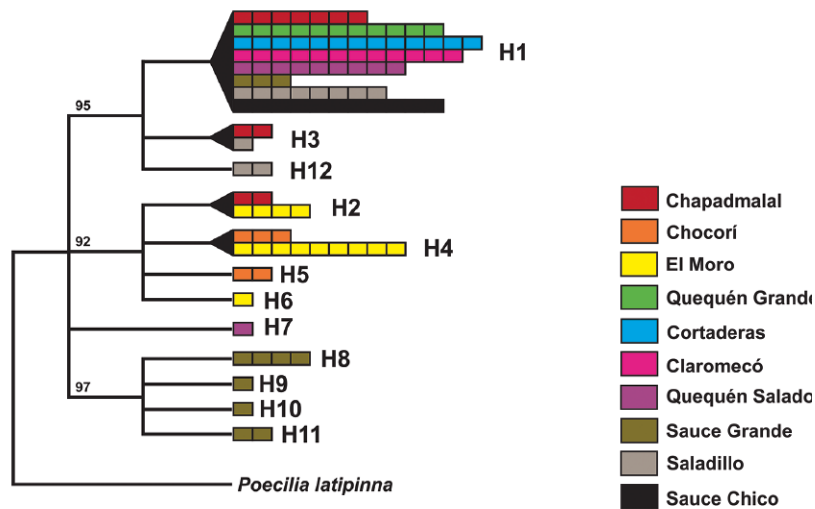 H1
95
H3
H12
H2
92
H4
H5
H6
H7
H8
97
H9
H10
H11
Poecilia latipinna
Chapadmalal
Chocorí
El Moro
Quequén Grande
Cortaderas
Claromecó
Quequén Salado
Sauce Grande
Saladillo
Sauce Chico